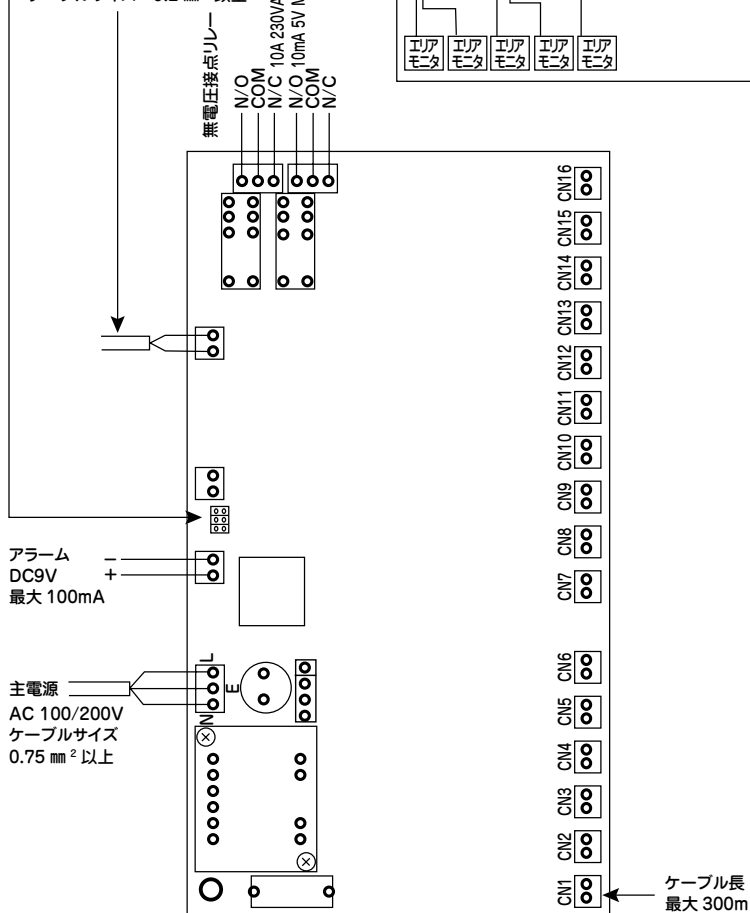 エリア
モニタ
エリア
モニタ
エリア
モニタ
エリア
モニタ
エリア
モニタ
無電圧接点リレー
N/O
COM
N/C 10A 230VA
N/O 10mA 5V
COM
N/C
CN16
CN15
CN14
CN13
CN12
CN11
CN10
CN9
CN8
CN7
アラーム −
DC9V +
最大 100mA
主電源
AC 100/200V
ケーブルサイズ
0.75 ㎜² 以上
L
E
N
CN6
CN5
CN4
CN3
CN2
CN1
ケーブル長
最大 300m